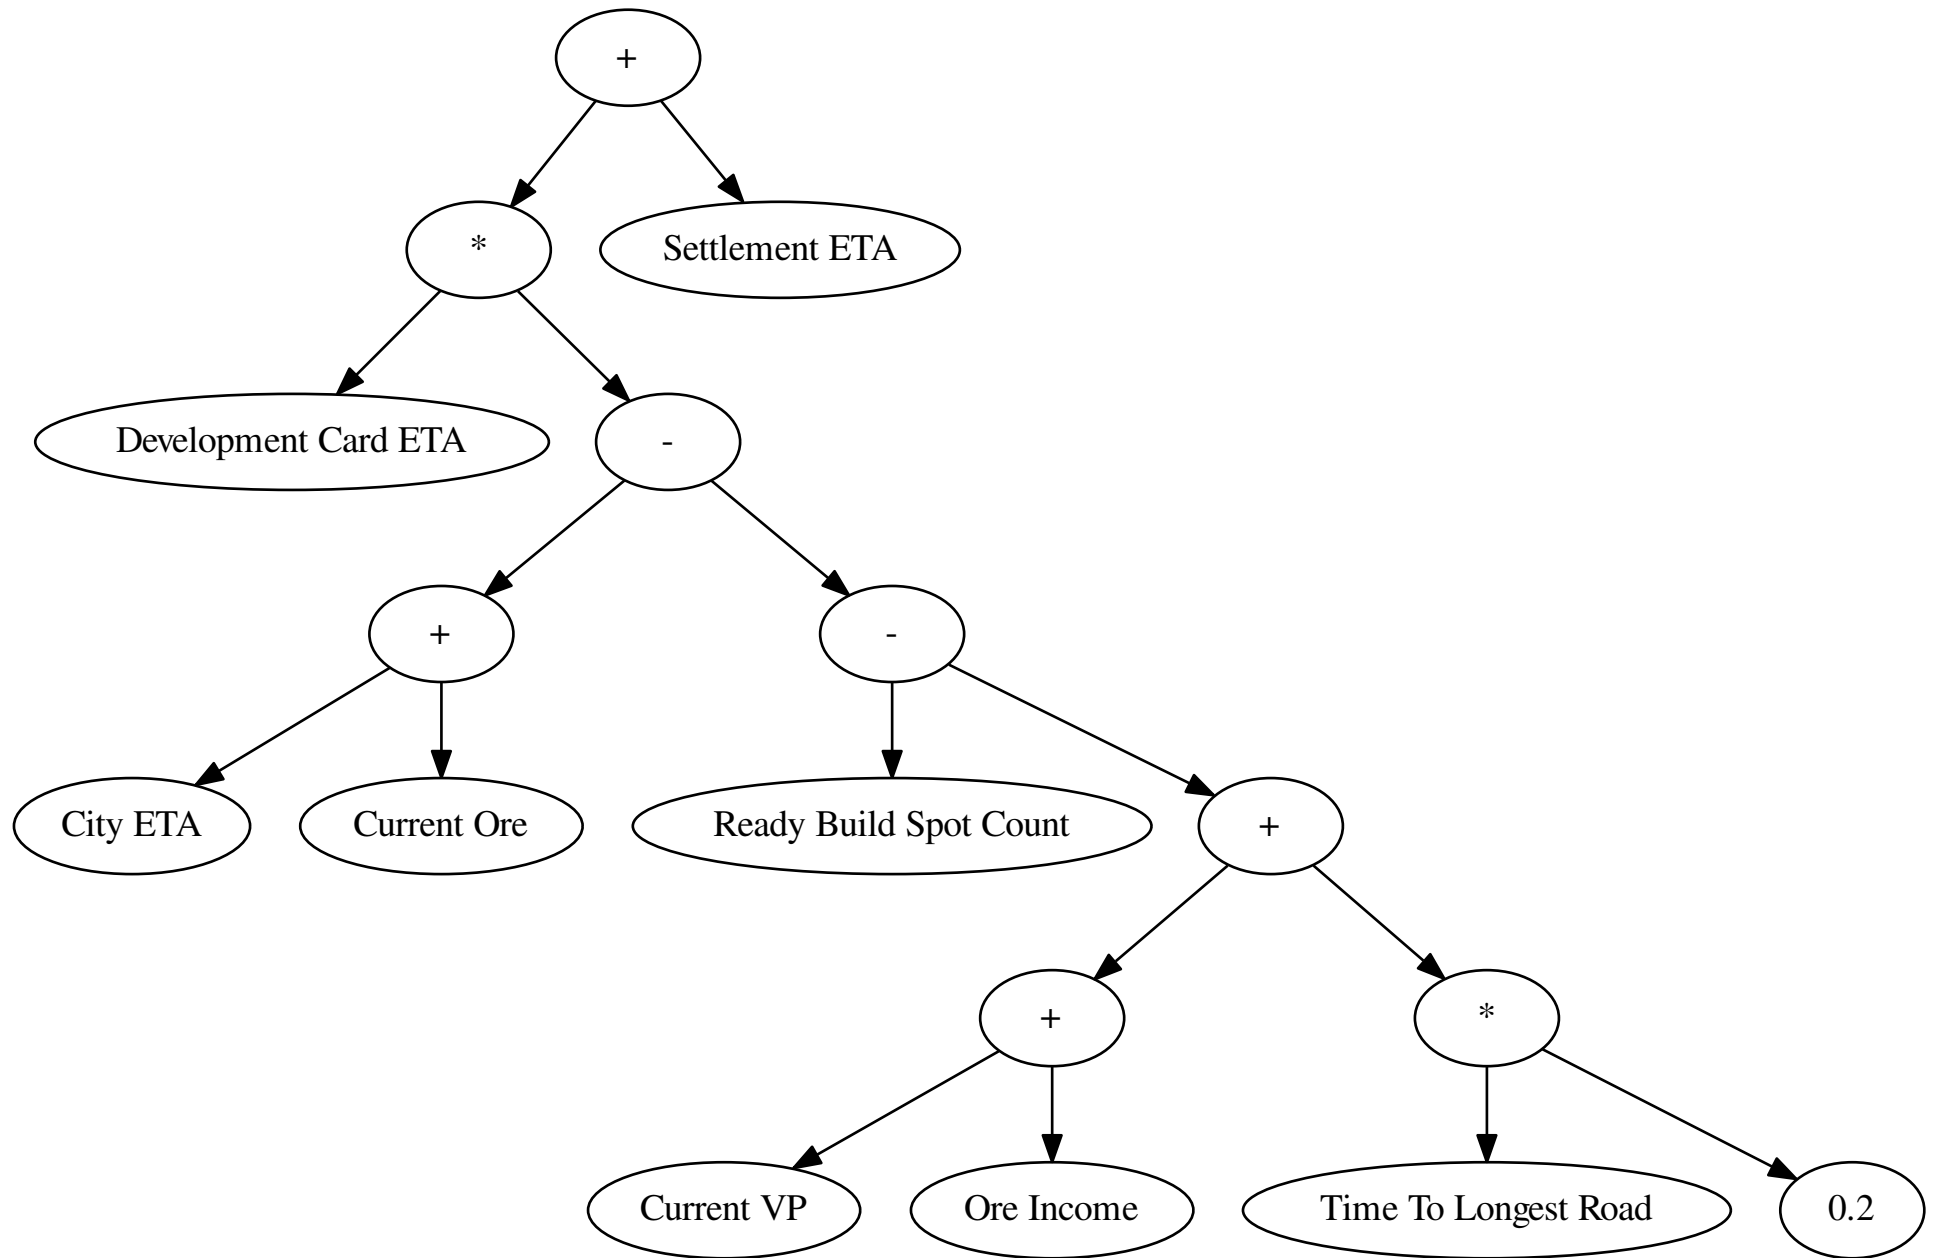 +
*
Settlement ETA
Development Card ETA
-
+
-
City ETA
Current Ore
Ready Build Spot Count
+
+
*
Current VP
Ore Income
Time To Longest Road
0.2